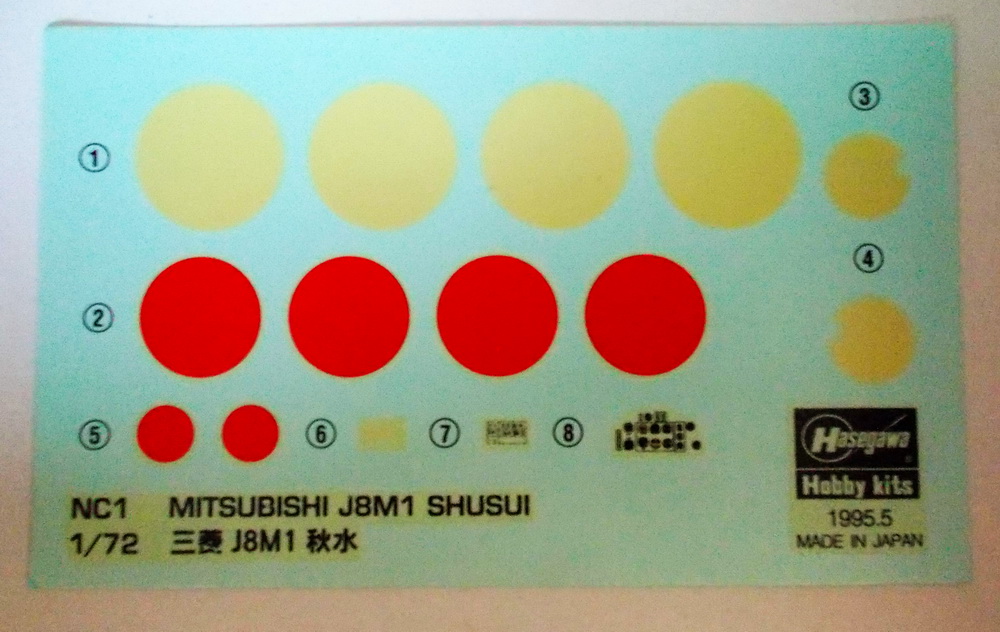 ①
③
②
④
⑤ ⑥ ⑦ ⑧
NC1 MITSUBISHI J8M1 SHUSUI
1/72 三菱 J8M1 秋水
Hasegawa
Hobby kits
1995.5
MADE IN JAPAN